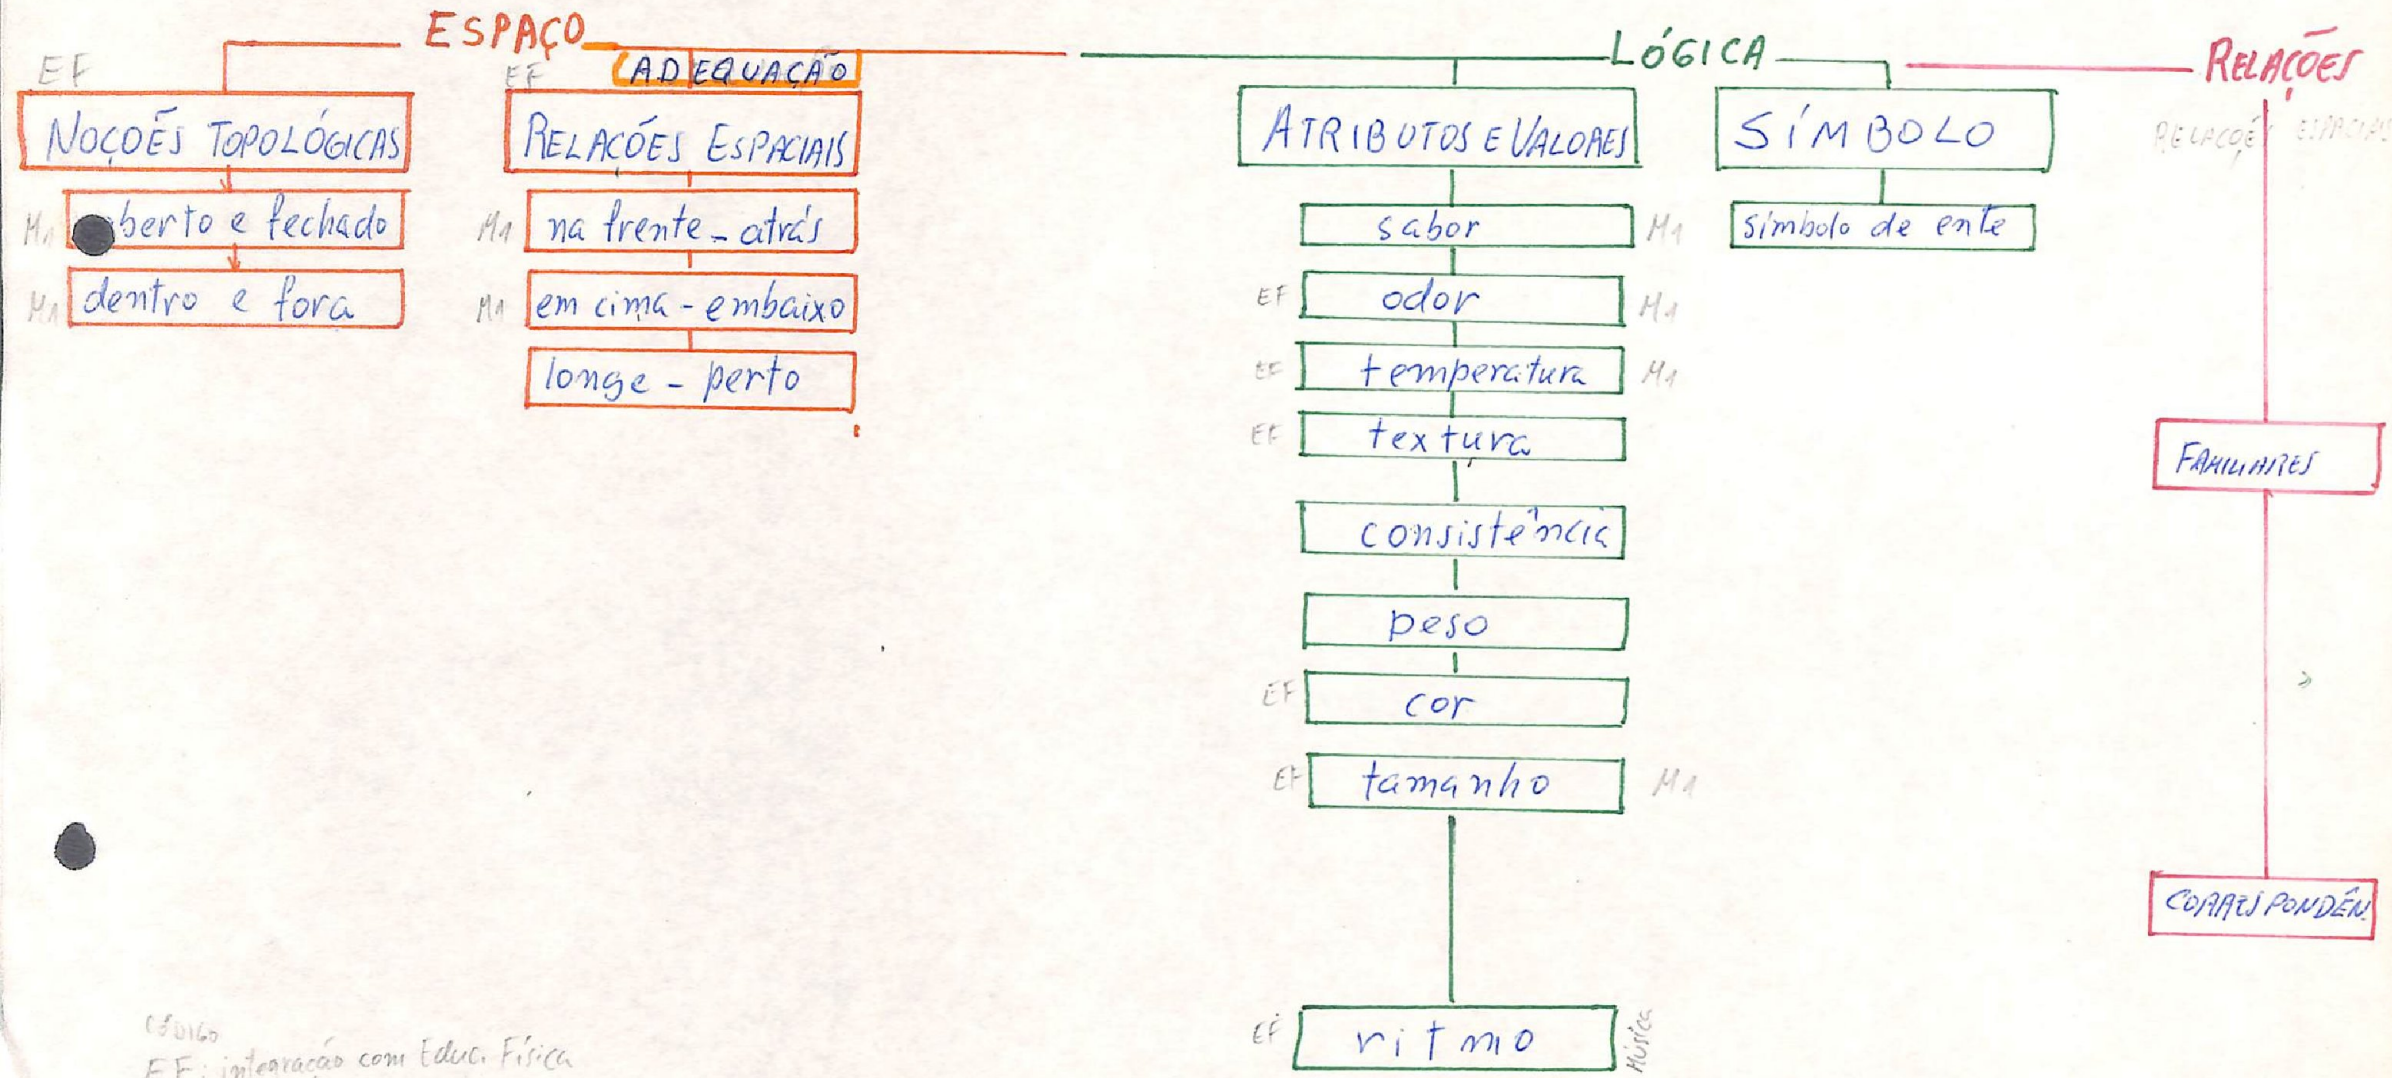 ESPAÇO
LÓGICA
RELAÇÕES
EF
EF
ADEQUAÇÃO
NOÇÕES TOPOLÓGICAS
M1
berto e fechado
M1
dentro e fora
RELAÇÕES ESPACIAIS
M1
na frente - atrás
M1
em cima - embaixo
longe - perto
ATRIBUTOS E VALORES
sabor
M1
EF
odor
M1
EF
temperatura
M1
EF
textura
consistência
peso
EF
cor
EF
tamanho
M1
EF
ritmo
Música
SÍMBOLO
símbolo de ente
RELAÇÕES ESPACIAIS
FAMILIARES
CORRESPONDÊN.
CÓDIGO
EF: integração com Educ. Física